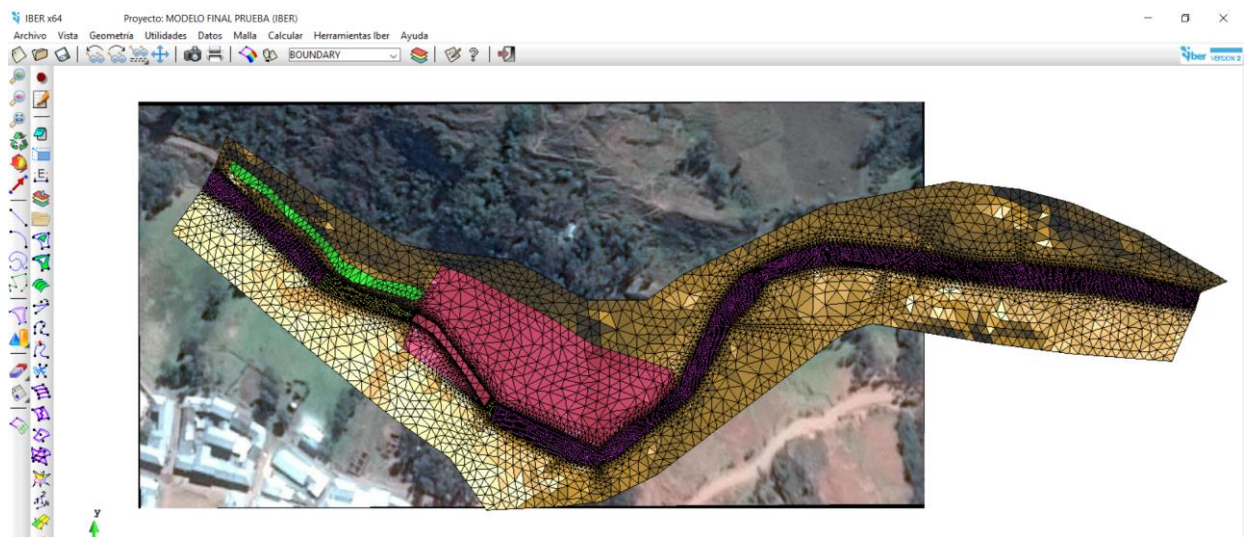 IBER x64 Proyecto: MODELO FINAL PRUEBA (IBER)
Archivo Vista Geometría Utilidades Datos Malla Calcular Herramientas Iber Ayuda
BOUNDARY
iber VERSION 2
E
y